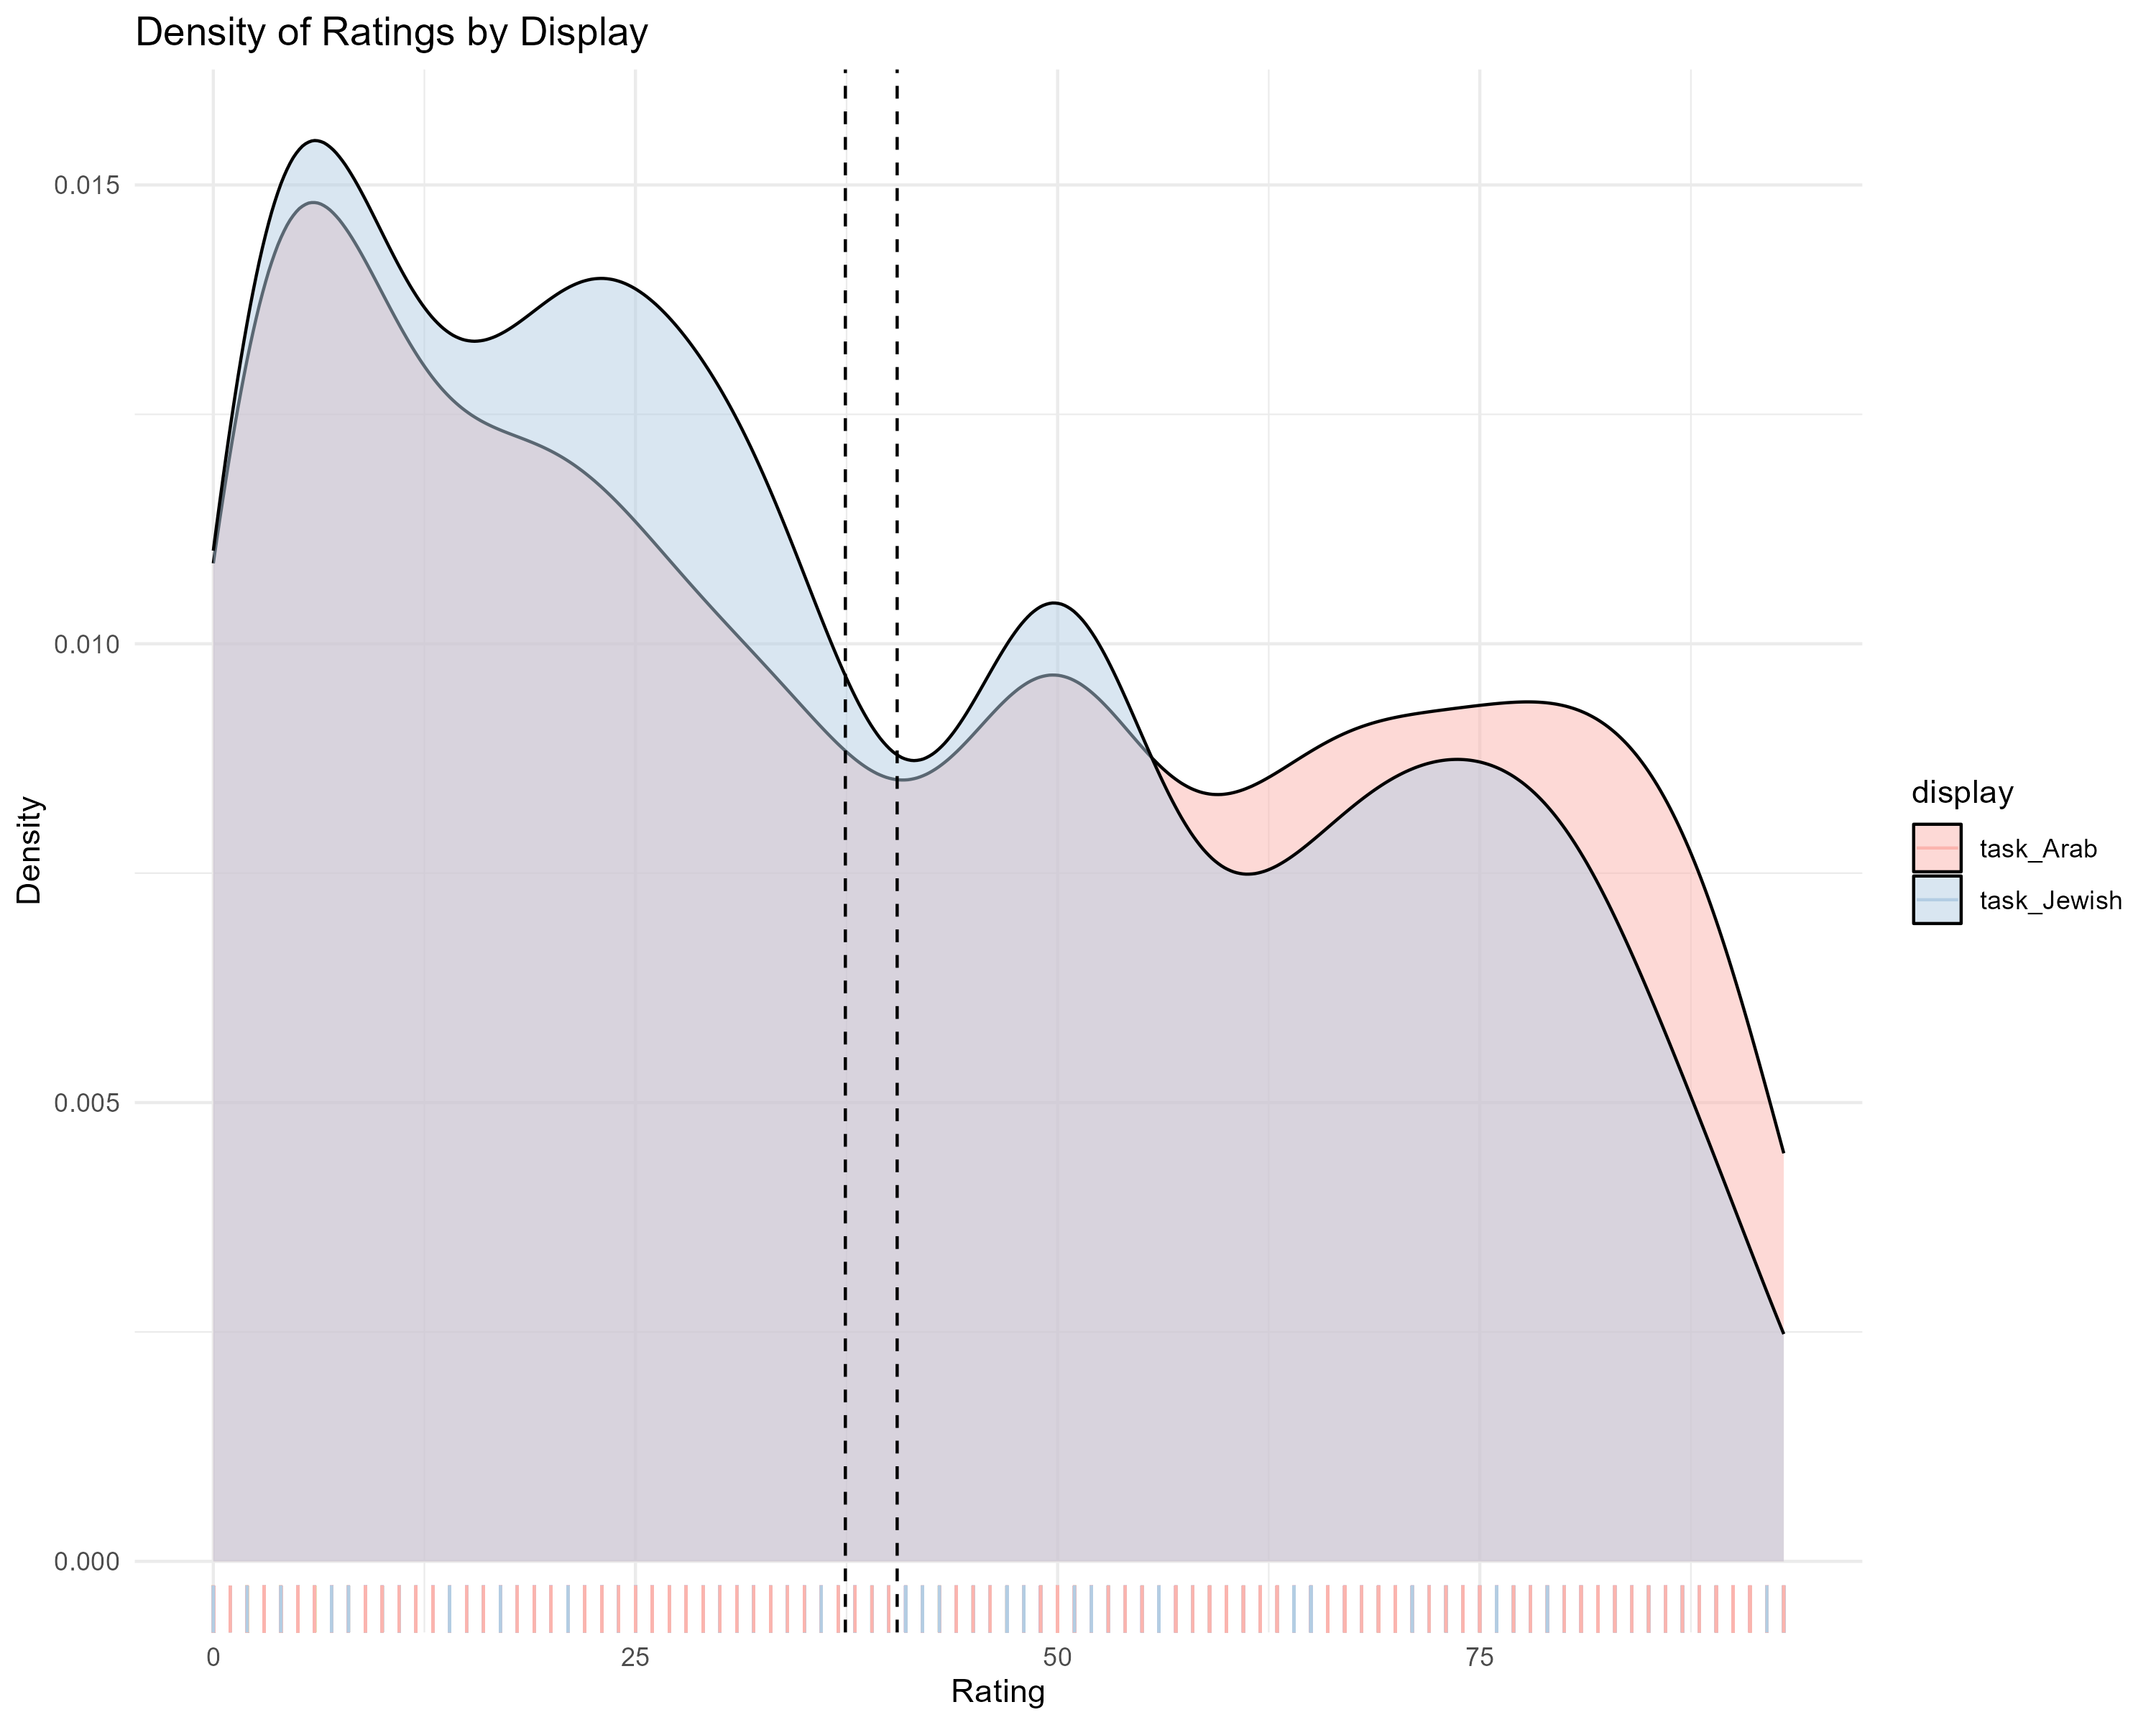 Density of Ratings by Display
0.015
0.010
0.005
0.000
Density
0
25
50
75
Rating
display
task_Arab
task_Jewish